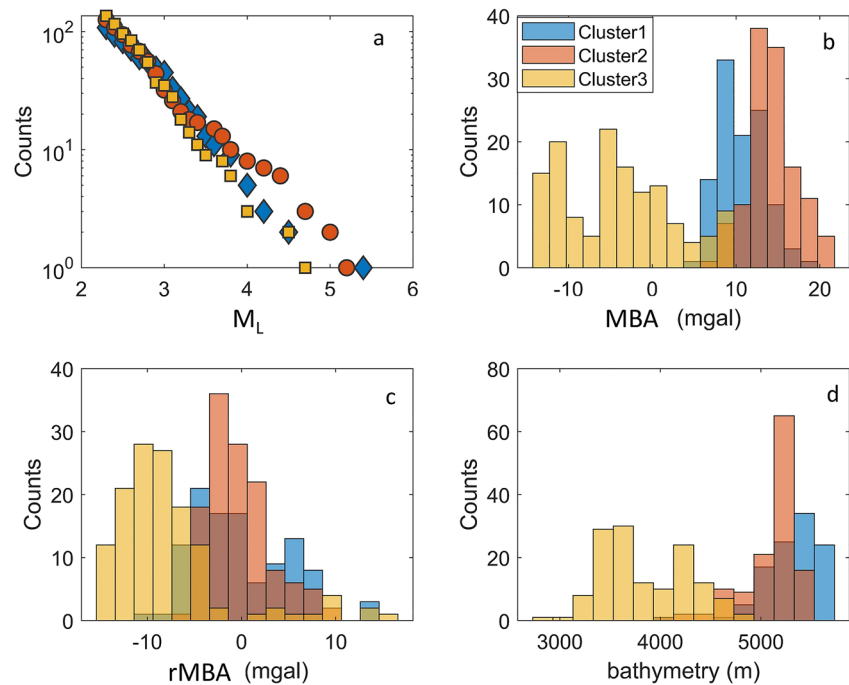 a
10²
10¹
10⁰
Counts
2 3 4 5 6
M_L
b
Cluster1
Cluster2
Cluster3
40
30
20
10
0
Counts
-10 0 10 20
MBA (mgal)
c
40
30
20
10
0
Counts
-10 0 10
rMBA (mgal)
d
80
60
40
20
0
Counts
3000 4000 5000
bathymetry (m)